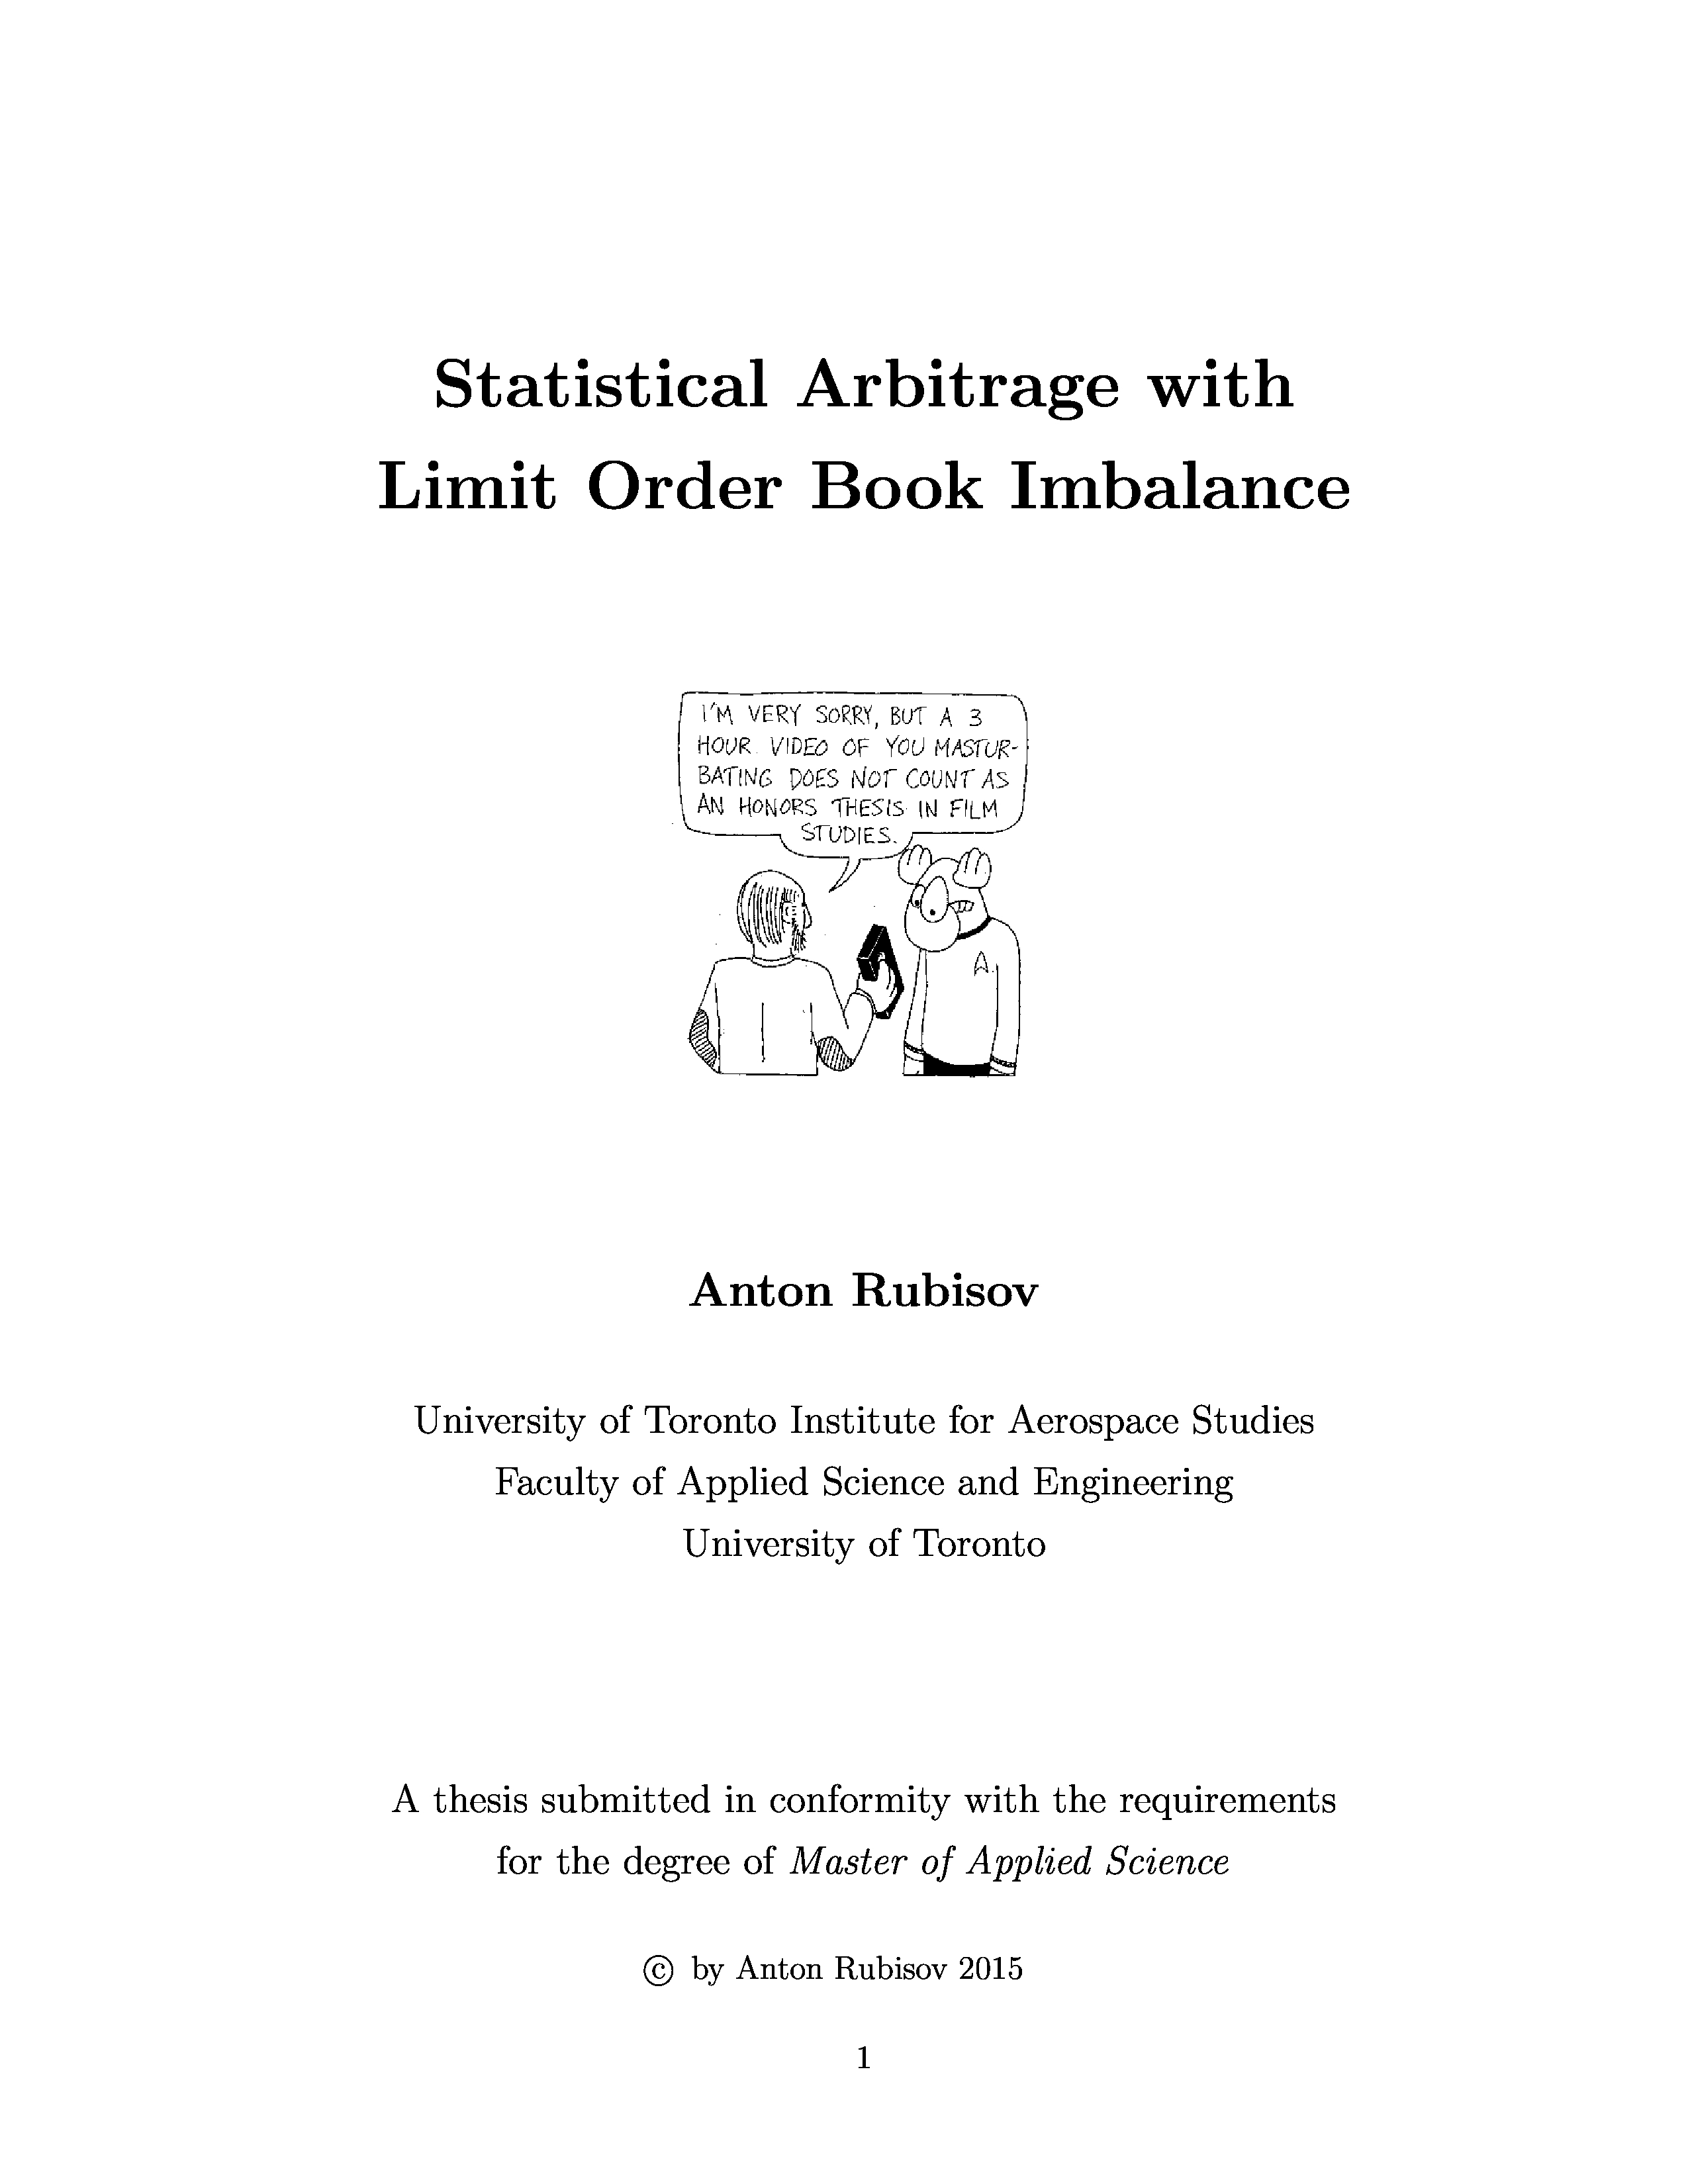 Statistical Arbitrage with
Limit Order Book Imbalance
I'M VERY SORRY, BUT A 3
HOUR VIDEO OF YOU MASTUR-
BATING DOES NOT COUNT AS
AN HONORS THESIS IN FILM
STUDIES.
Anton Rubisov
University of Toronto Institute for Aerospace Studies
Faculty of Applied Science and Engineering
University of Toronto
A thesis submitted in conformity with the requirements
for the degree of Master of Applied Science
© by Anton Rubisov 2015
1